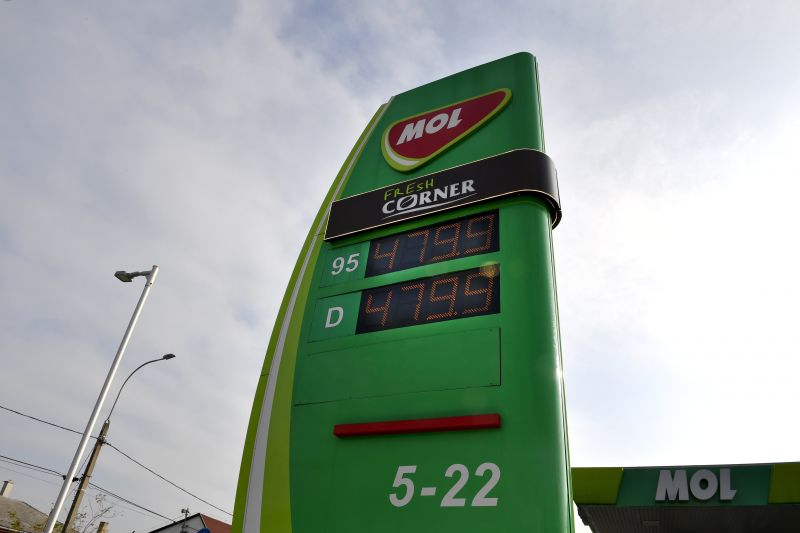 MOL
FRESH
CORNER
95 479.9
D 479.9
5-22
MOL